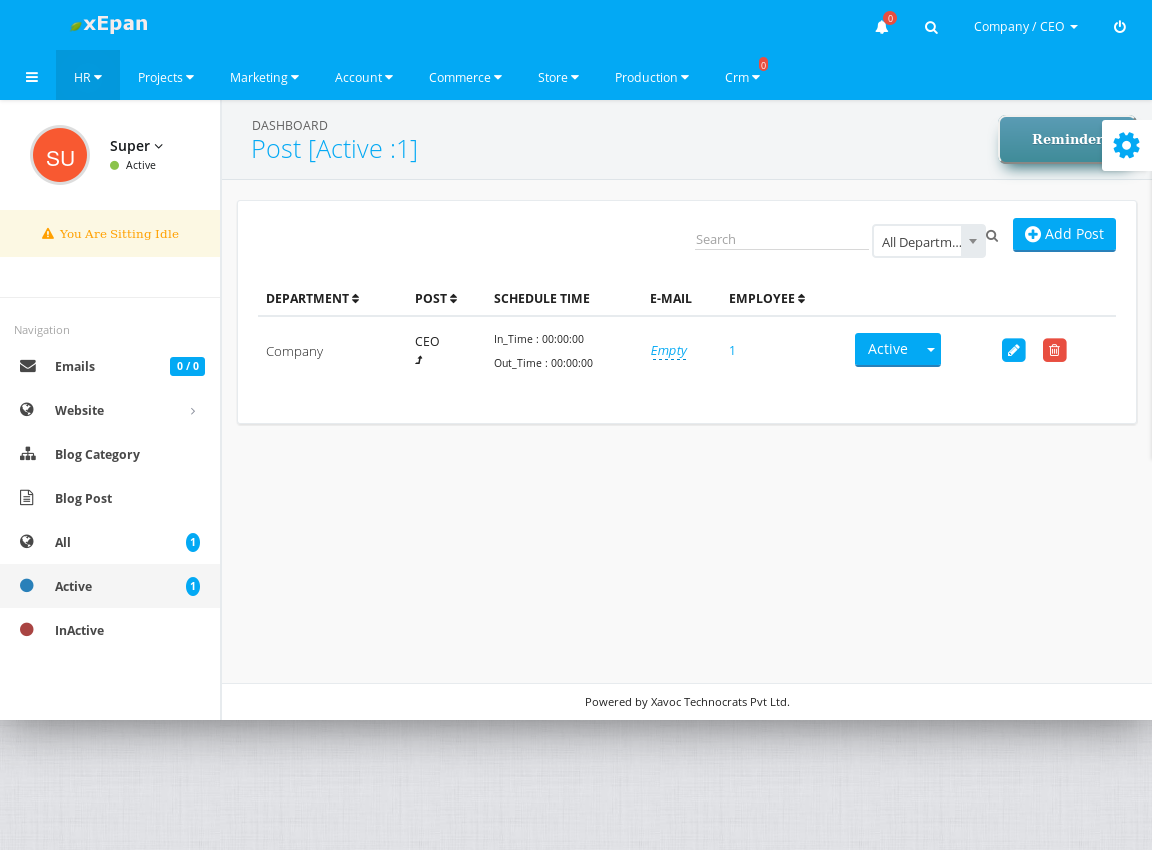 xEpan
0
Company / CEO
HR
Projects
Marketing
Account
Commerce
Store
Production
Crm
0
SU
Super
Active
You Are Sitting Idle
Navigation
Emails
0 / 0
Website
Blog Category
Blog Post
All
1
Active
1
InActive
DASHBOARD
Post [Active :1]
Reminder
Search
All Departm...
Add Post
DEPARTMENT
POST
SCHEDULE TIME
E-MAIL
EMPLOYEE
Company
CEO
In_Time : 00:00:00
Out_Time : 00:00:00
Empty
1
Active
Powered by Xavoc Technocrats Pvt Ltd.